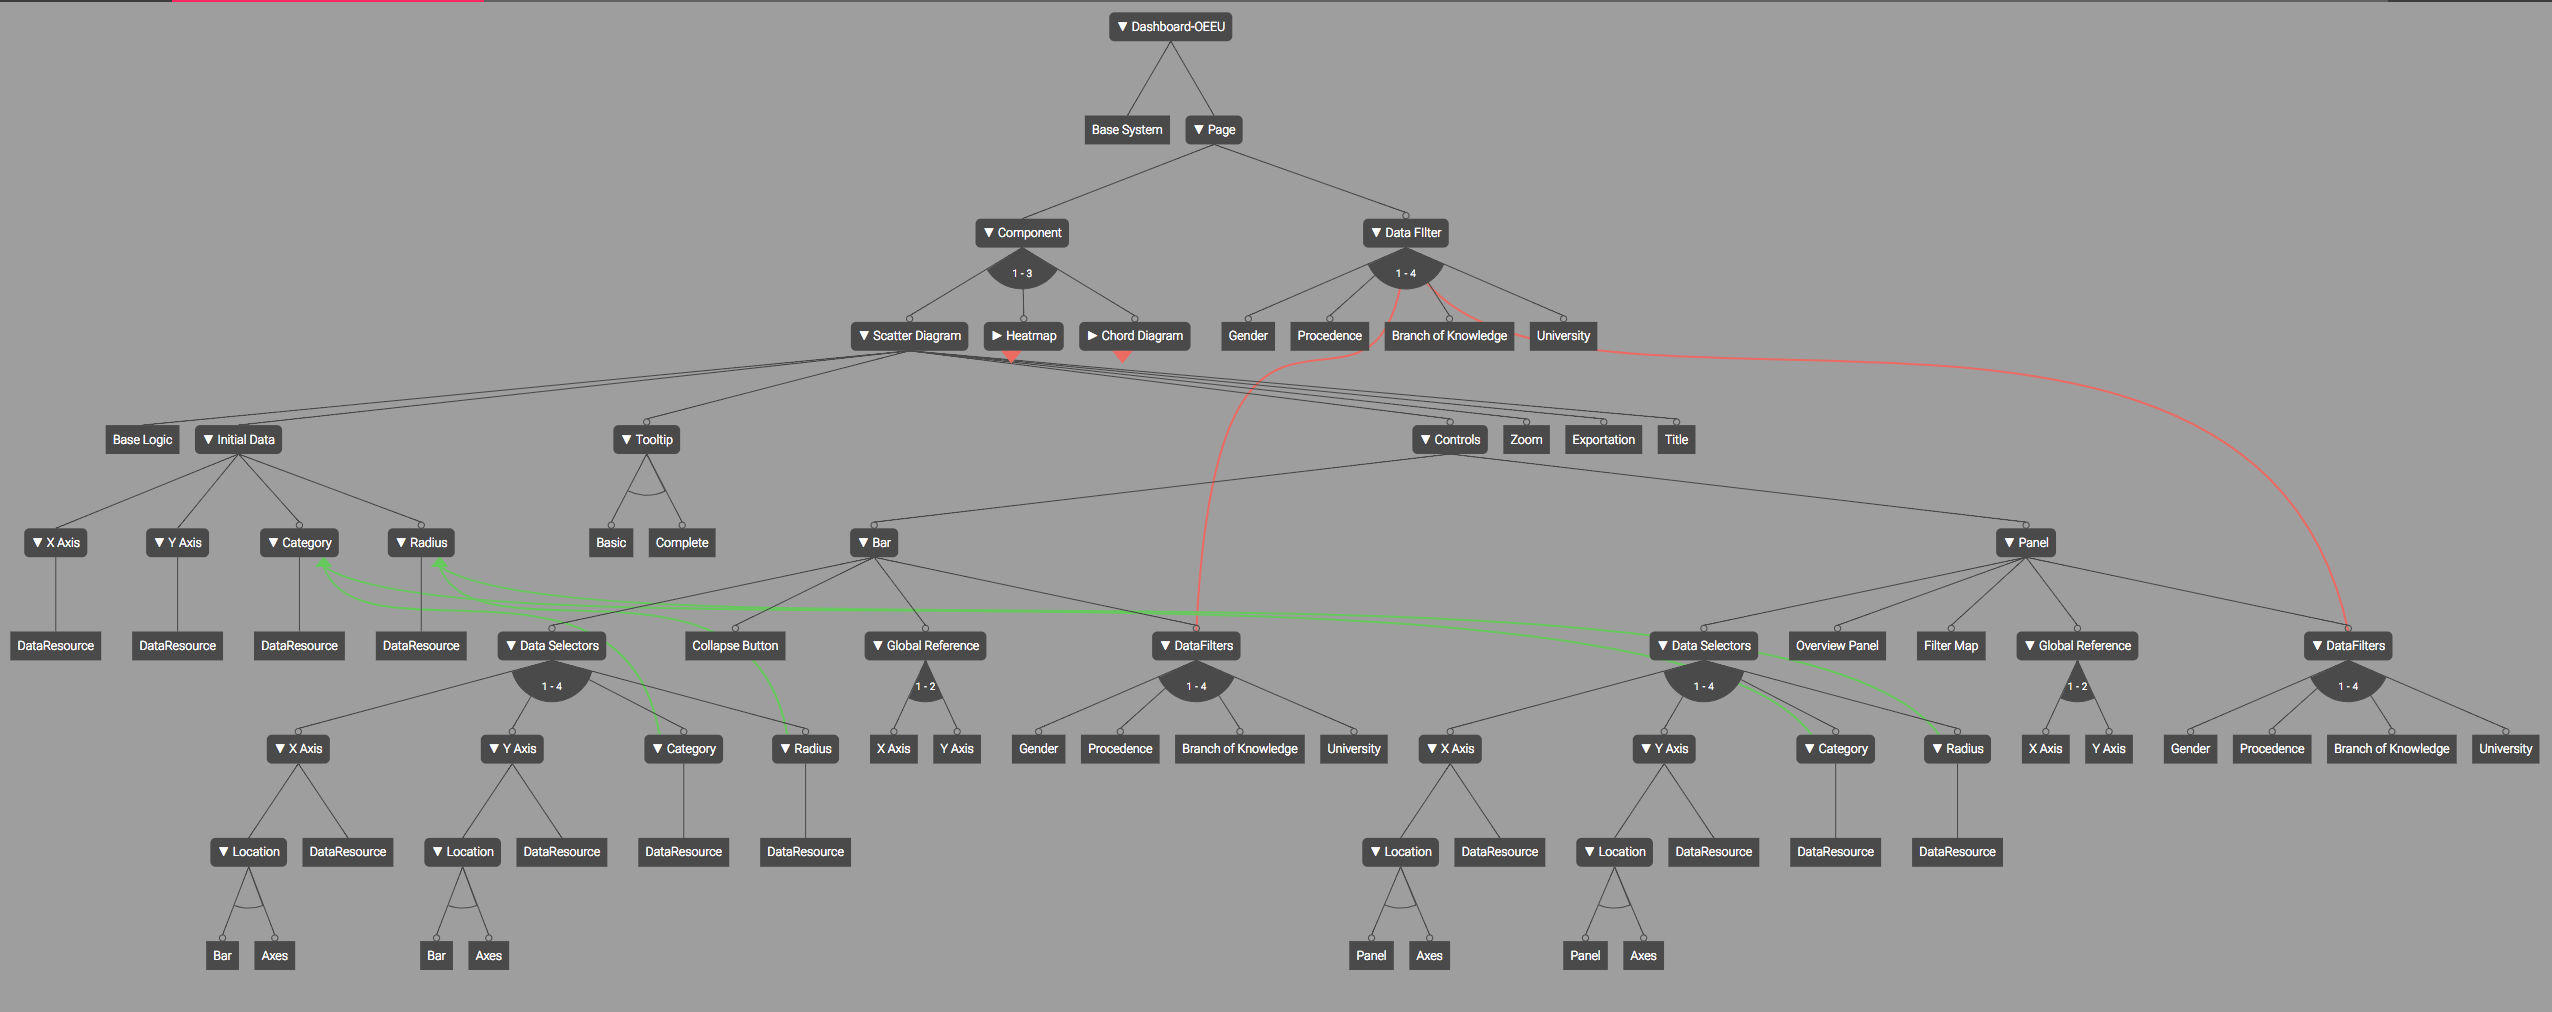 ▼ Dashboard-OEEU
Base System
▼ Page
▼ Component
▼ Data FIlter
1 - 3
1 - 4
▼ Scatter Diagram
▶ Heatmap
▶ Chord Diagram
Gender
Procedence
Branch of Knowledge
University
Base Logic
▼ Initial Data
▼ Tooltip
▼ Controls
Zoom
Exportation
Title
▼ X Axis
▼ Y Axis
▼ Category
▼ Radius
Basic
Complete
▼ Bar
▼ Panel
DataResource
DataResource
DataResource
DataResource
▼ Data Selectors
Collapse Button
▼ Global Reference
▼ DataFilters
▼ Data Selectors
Overview Panel
Filter Map
▼ Global Reference
▼ DataFilters
1 - 4
1 - 2
1 - 4
1 - 4
1 - 2
1 - 4
▼ X Axis
▼ Y Axis
▼ Category
▼ Radius
X Axis
Y Axis
Gender
Procedence
Branch of Knowledge
University
▼ X Axis
▼ Y Axis
▼ Category
▼ Radius
X Axis
Y Axis
Gender
Procedence
Branch of Knowledge
University
▼ Location
DataResource
▼ Location
DataResource
DataResource
DataResource
▼ Location
DataResource
▼ Location
DataResource
DataResource
DataResource
Bar
Axes
Bar
Axes
Panel
Axes
Panel
Axes